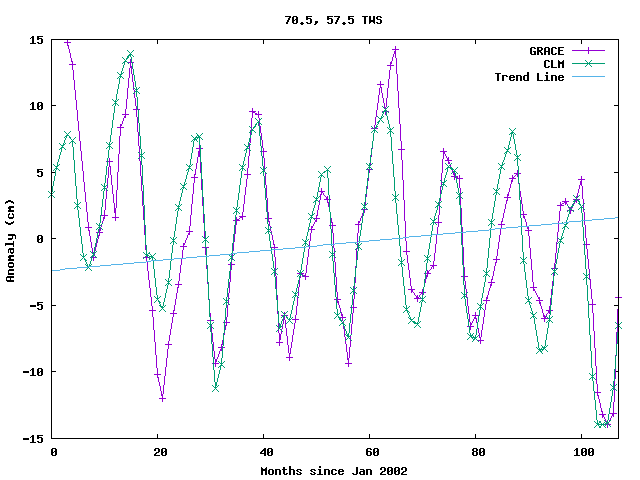 70.5, 57.5 TWS
15
10
5
0
-5
-10
-15
Anomaly (cm)
GRACE
CLM
Trend Line
0 20 40 60 80 100
Months since Jan 2002